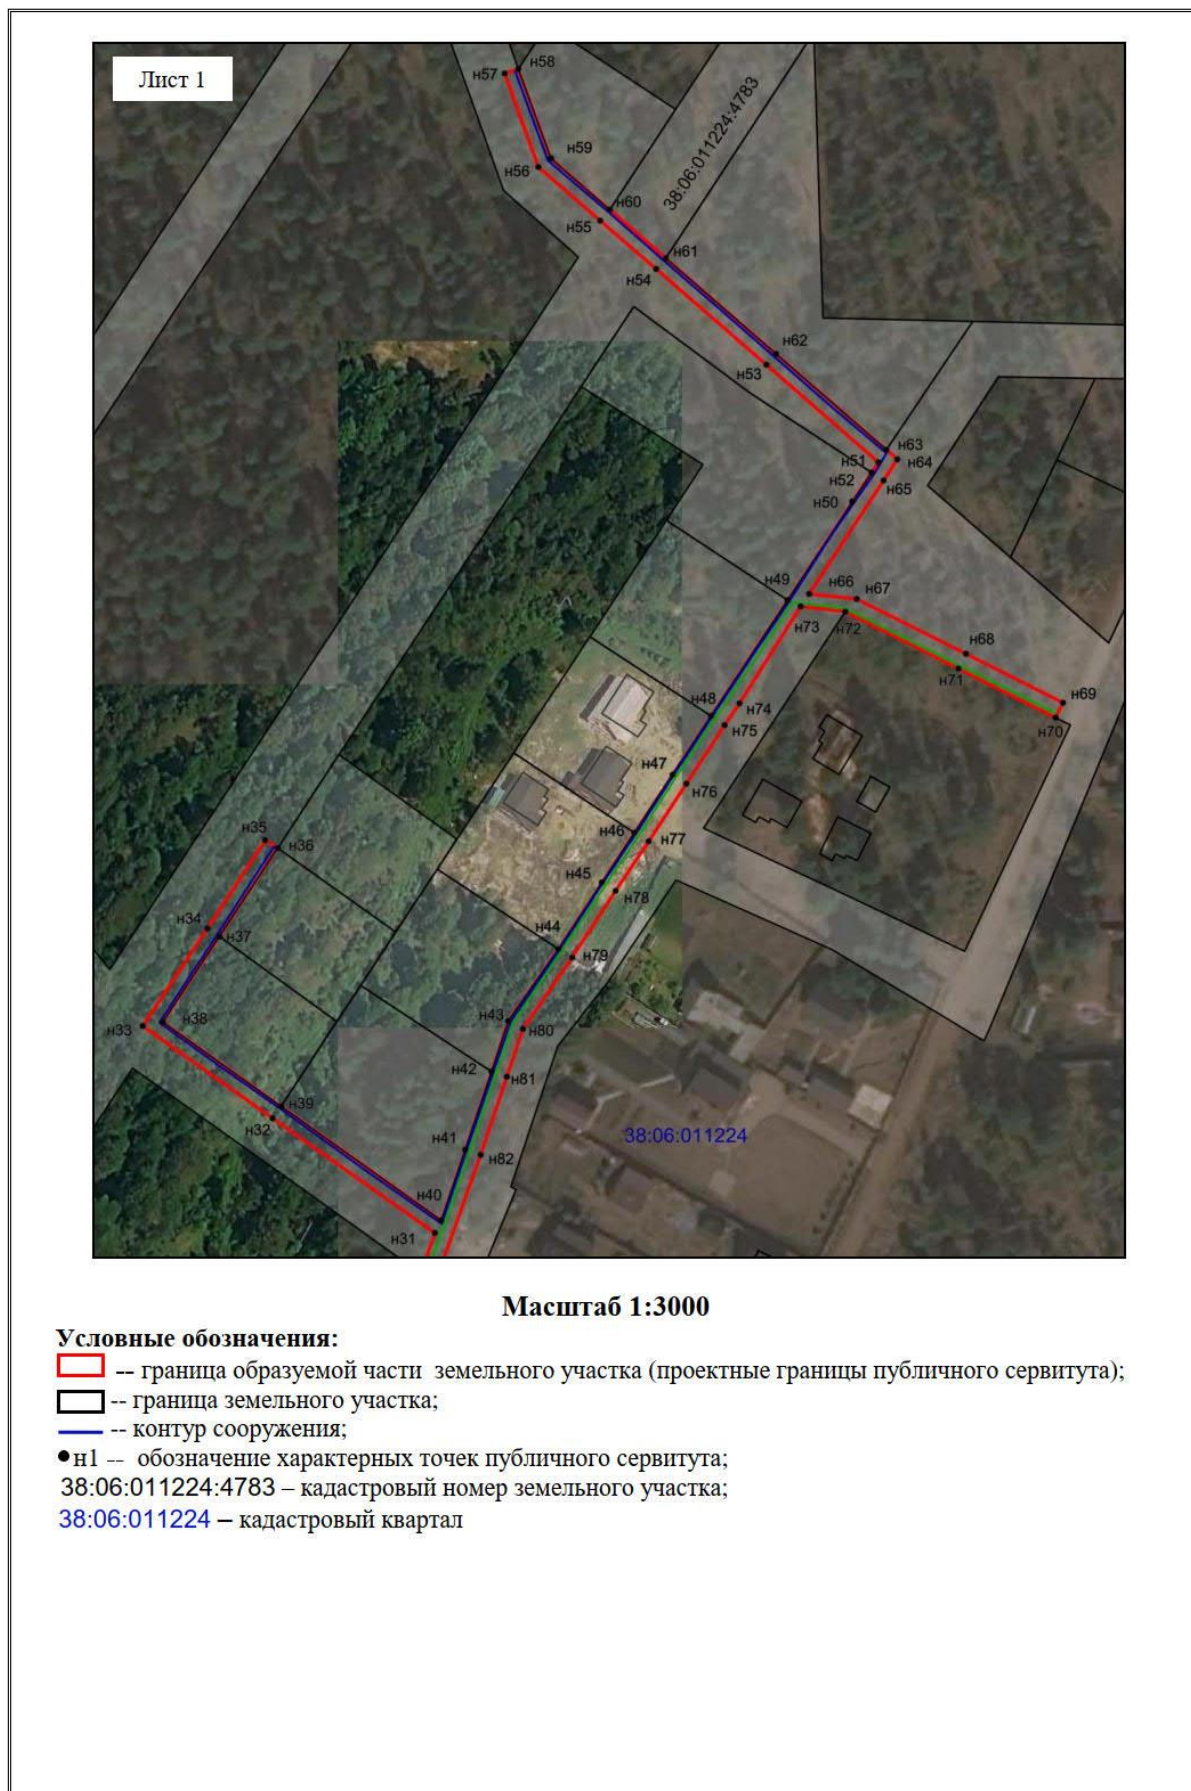 Лист 1
н57
н58
38:06:011224:4783
н59
н56
н60
н55
н61
н54
н62
н53
н63
н51
н64
н52
н65
н50
н49
н66
н67
н73
н72
н68
н71
н69
н48
н74
н70
н75
н47
н76
н35
н46
н77
н36
н45
н78
н34
н37
н44
н79
н38
н43
н33
н80
н42
н81
н39
н32
38:06:011224
н41
н82
н40
н31
Масштаб 1:3000
Условные обозначения:
-- граница образуемой части земельного участка (проектные границы публичного сервитута);
-- граница земельного участка;
-- контур сооружения;
н1 -- обозначение характерных точек публичного сервитута;
38:06:011224:4783 – кадастровый номер земельного участка;
38:06:011224 – кадастровый квартал